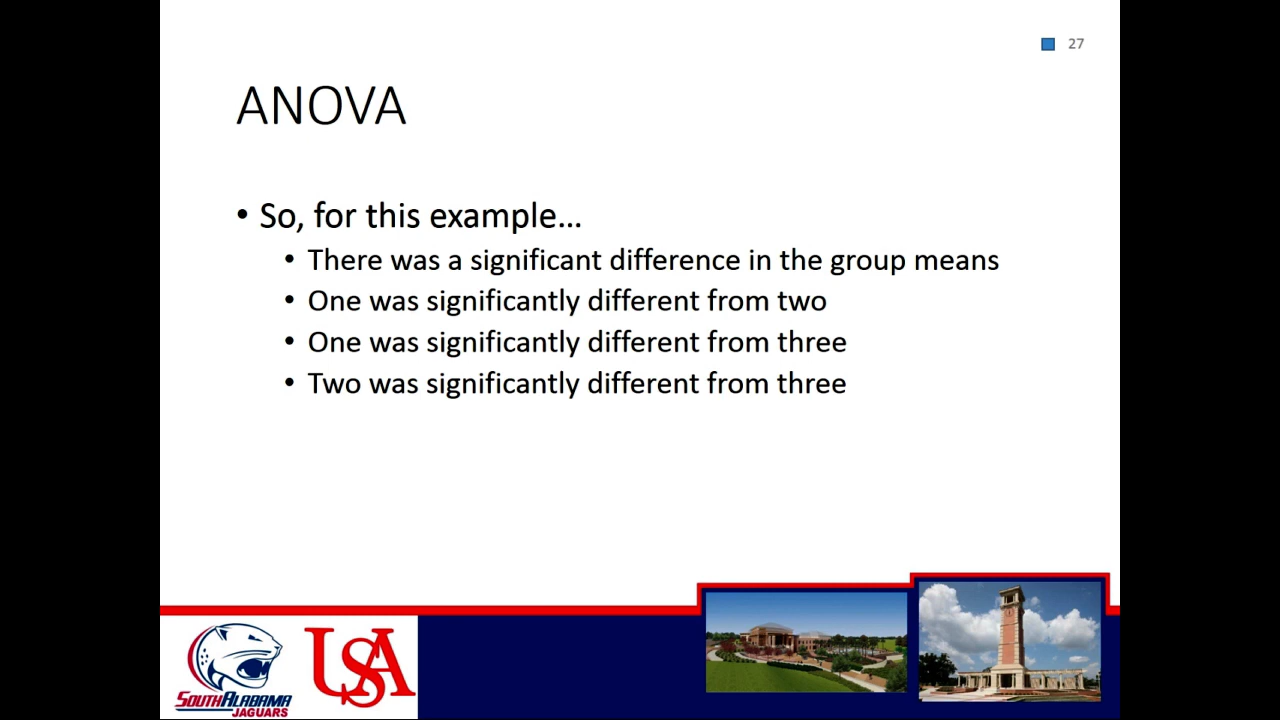 27
ANOVA
• So, for this example...
• There was a significant difference in the group means
• One was significantly different from two
• One was significantly different from three
• Two was significantly different from three
SOUTH ALABAMA
JAGUARS
USA